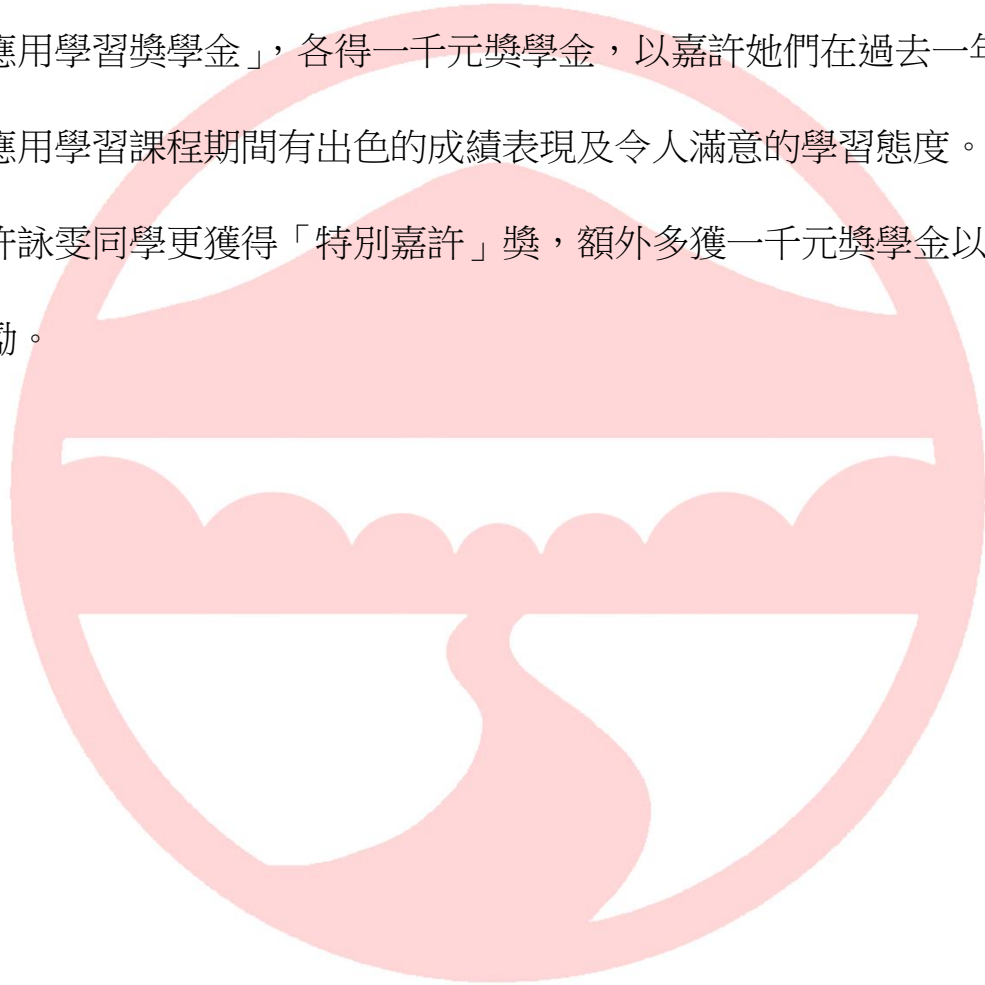 應用學習獎學金」，各得一千元獎學金，以嘉許她們在過去一年
應用學習課程期間有出色的成績表現及令人滿意的學習態度。
許詠雯同學更獲得「特別嘉許」獎，額外多獲一千元獎學金以
勵。